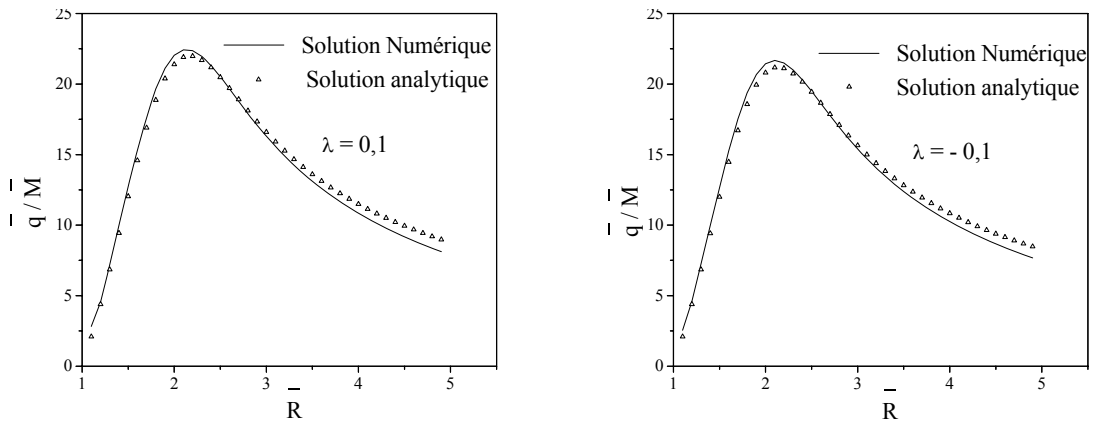 25
20
15
10
5
0
q̅ / M̅
Solution Numérique
Solution analytique
λ = 0,1
1 2 3 4 5
R̅
25
20
15
10
5
0
q̅ / M̅
Solution Numérique
Solution analytique
λ = - 0,1
1 2 3 4 5
R̅